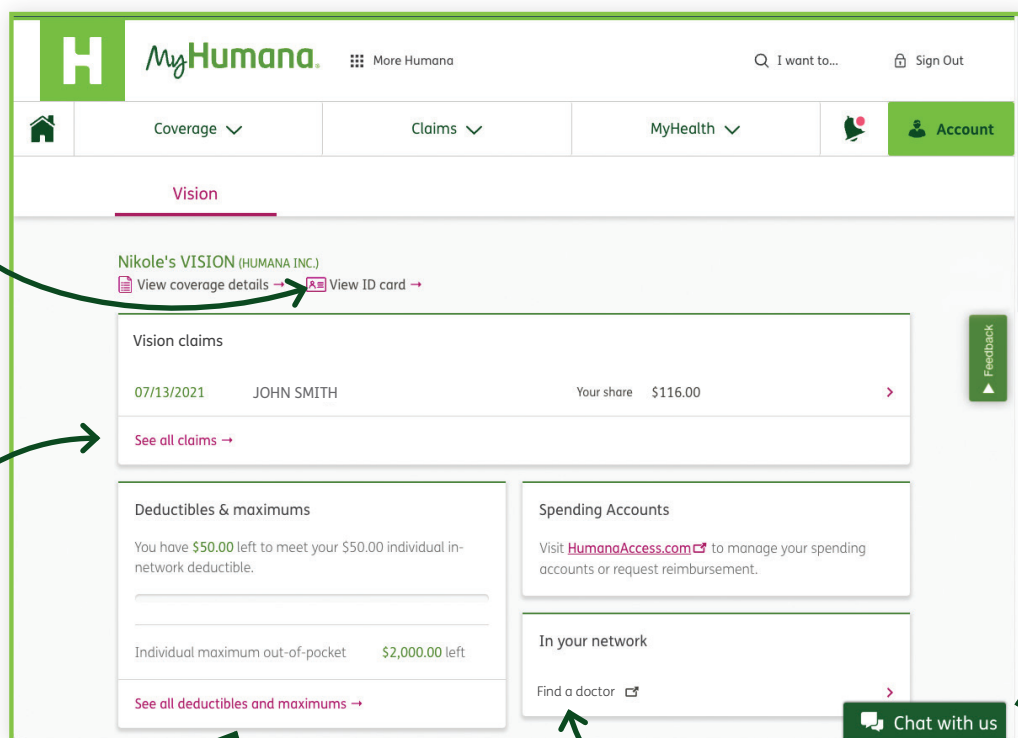 H MyHumana. More Humana I want to... Sign Out
Coverage Claims MyHealth Account
Vision
Nikole's VISION (HUMANA INC.)
View coverage details → View ID card →
Vision claims
07/13/2021 JOHN SMITH Your share $116.00
See all claims →
Feedback
Deductibles & maximums
You have $50.00 left to meet your $50.00 individual in-
network deductible.
Individual maximum out-of-pocket $2,000.00 left
See all deductibles and maximums →
Spending Accounts
Visit HumanaAccess.com to manage your spending
accounts or request reimbursement.
In your network
Find a doctor
Chat with us